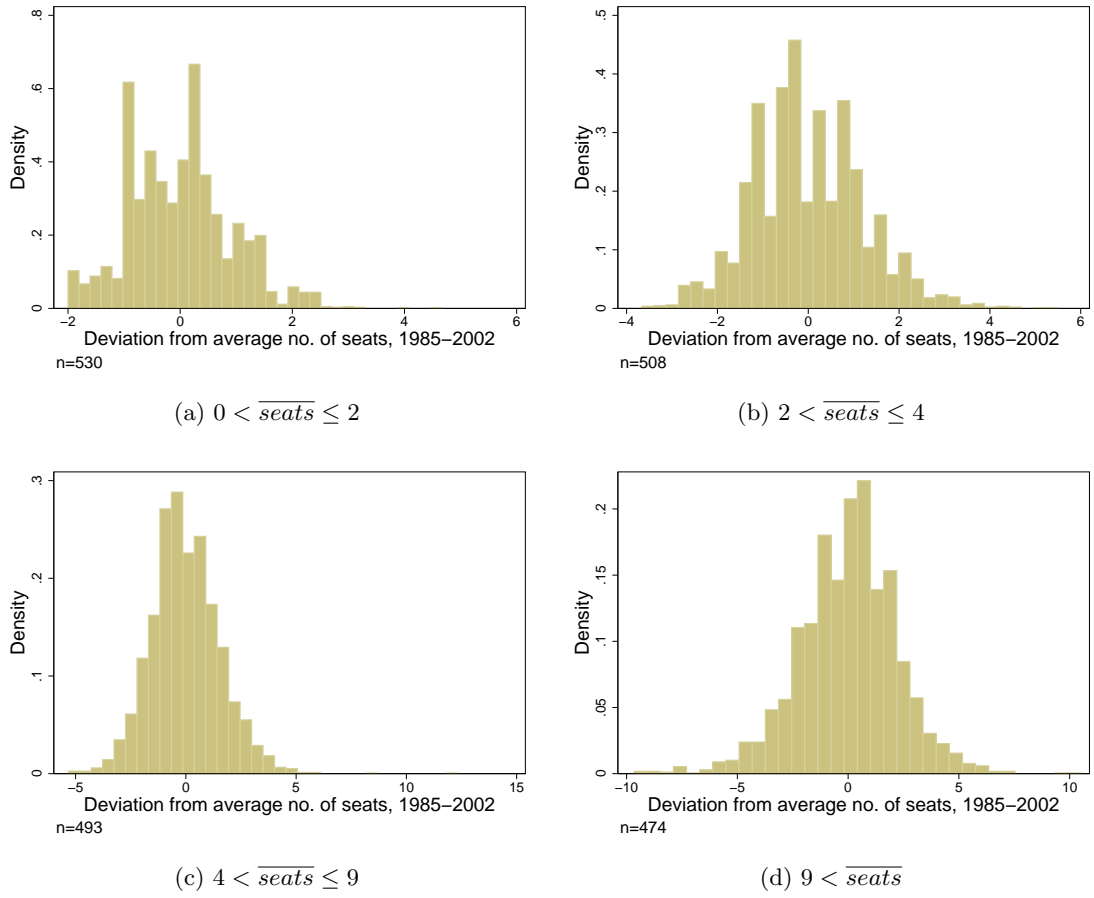 Density
0
.2
.4
.6
.8
−2 0 2 4 6
Deviation from average no. of seats, 1985−2002
n=530
(a) 0 < \overline{seats} ≤ 2
Density
0
.1
.2
.3
.4
.5
−4 −2 0 2 4 6
Deviation from average no. of seats, 1985−2002
n=508
(b) 2 < \overline{seats} ≤ 4
Density
0
.1
.2
.3
−5 0 5 10 15
Deviation from average no. of seats, 1985−2002
n=493
(c) 4 < \overline{seats} ≤ 9
Density
0
.05
.1
.15
.2
−10 −5 0 5 10
Deviation from average no. of seats, 1985−2002
n=474
(d) 9 < \overline{seats}